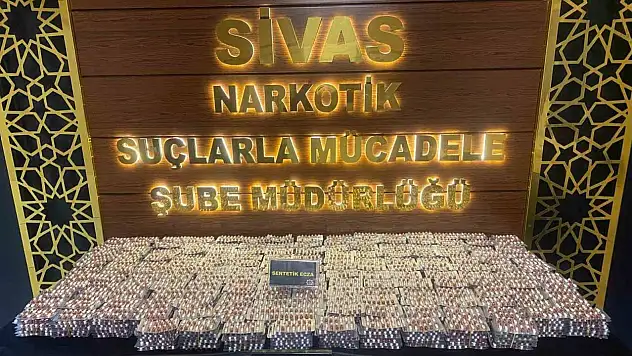 SİVAS
NARKOTİK
SUÇLARLA MÜCADELE
ŞUBE MÜDÜRLÜĞÜ
SENTETİK ECZA